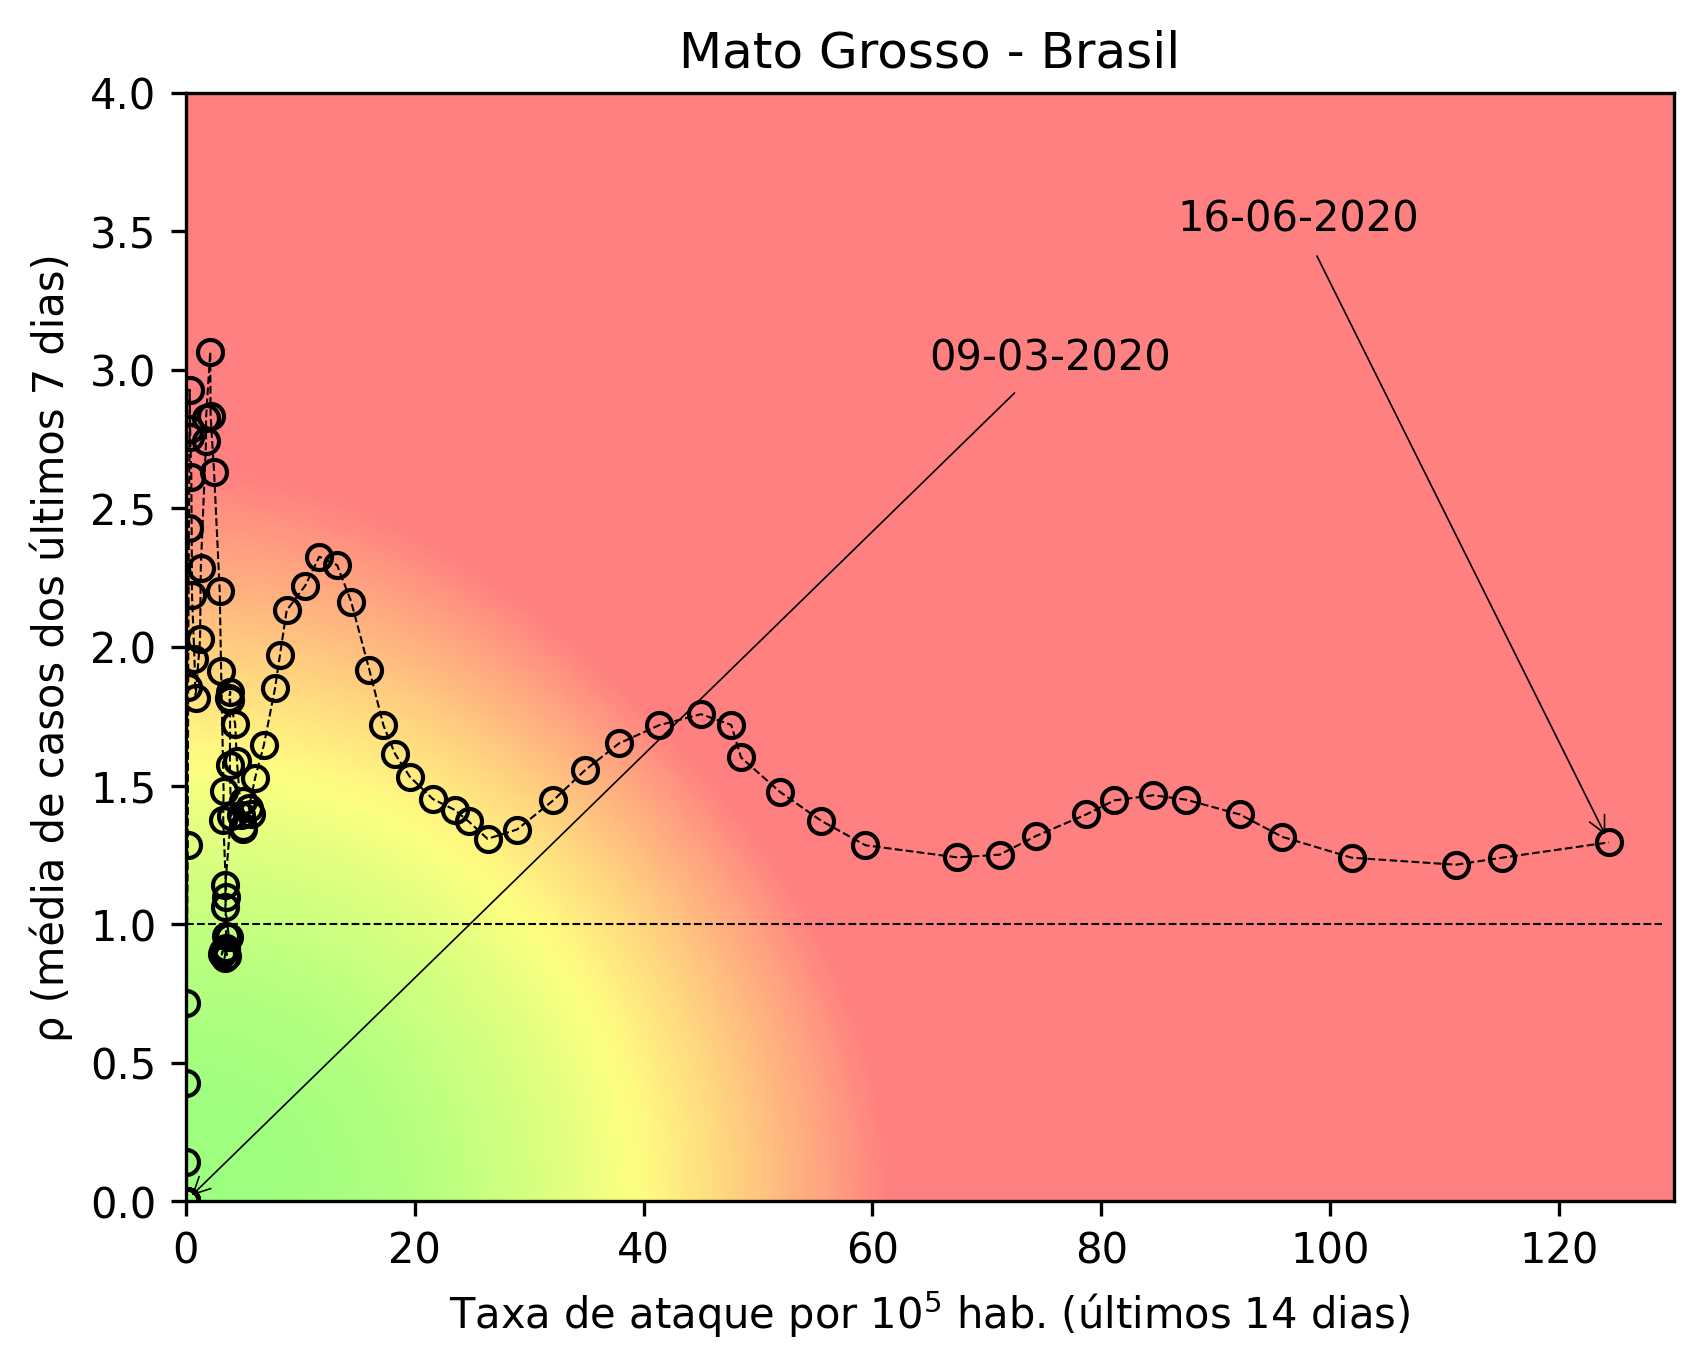 Mato Grosso - Brasil
4.0
3.5
3.0
2.5
2.0
1.5
1.0
0.5
0.0
ρ (média de casos dos últimos 7 dias)
16-06-2020
09-03-2020
0 20 40 60 80 100 120
Taxa de ataque por 10⁵ hab. (últimos 14 dias)